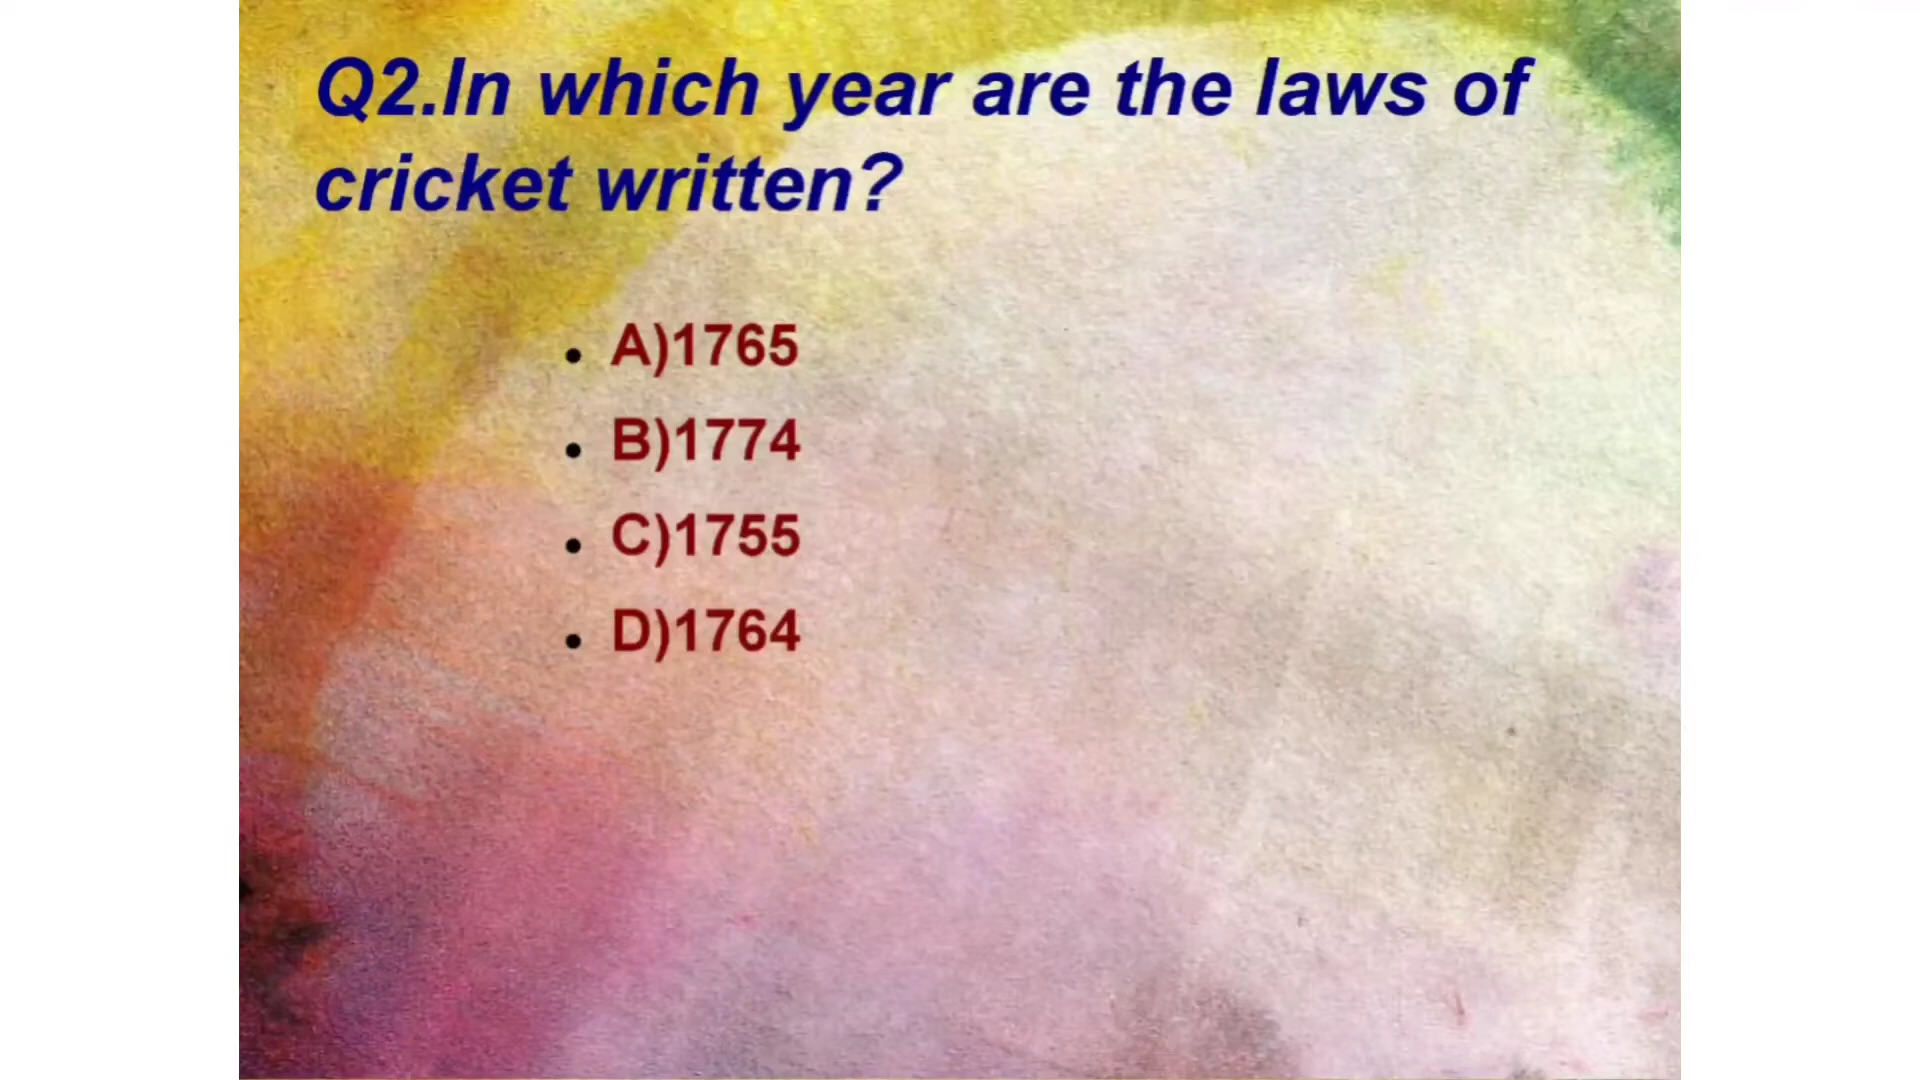 Q2.In which year are the laws of
cricket written?
• A)1765
• B)1774
• C)1755
• D)1764